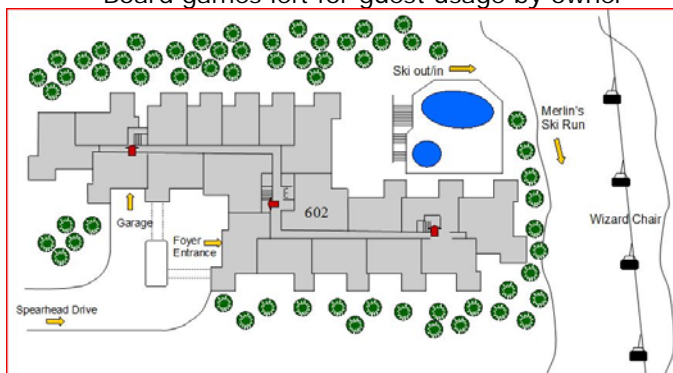 Board games left for guest usage by owner
Ski out/in
Merlin's
Ski Run
602
Wizard Chair
Garage
Foyer
Entrance
Spearhead Drive